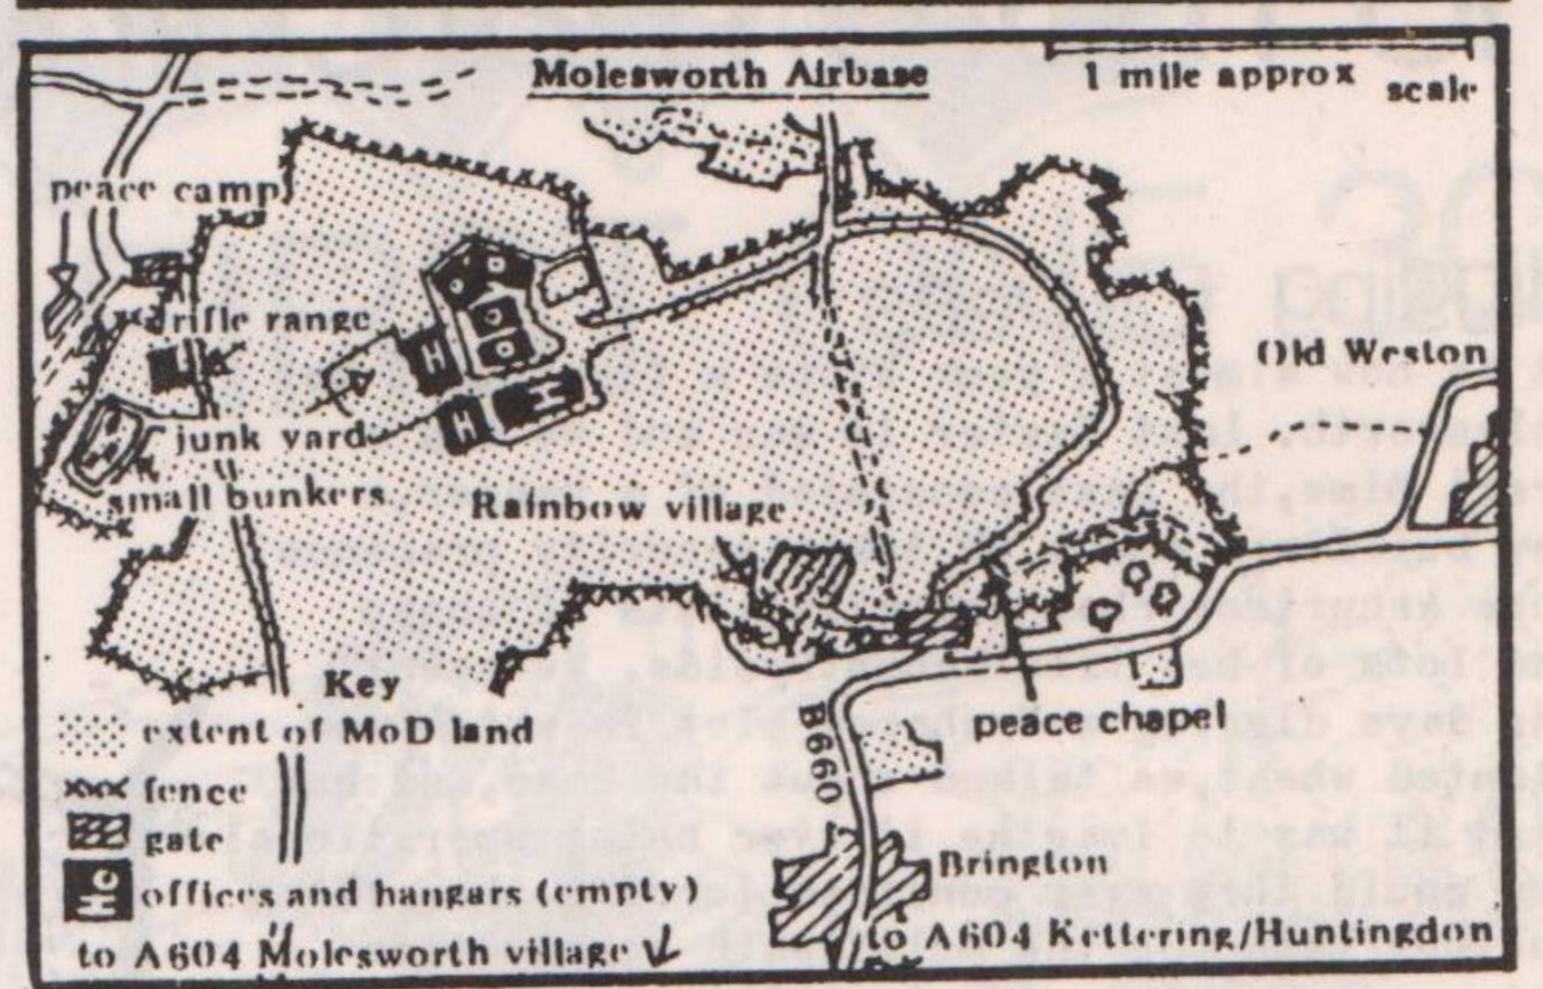 Molesworth Airbase
1 mile approx
scale
peace camp
rifle range
Old Weston
junk yard
small bunkers
Rainbow village
Key
extent of MoD land
B660
peace chapel
fence
gate
H O
offices and hangars (empty)
Brington
to A604 Molesworth village
to A604 Kettering/Huntingdon